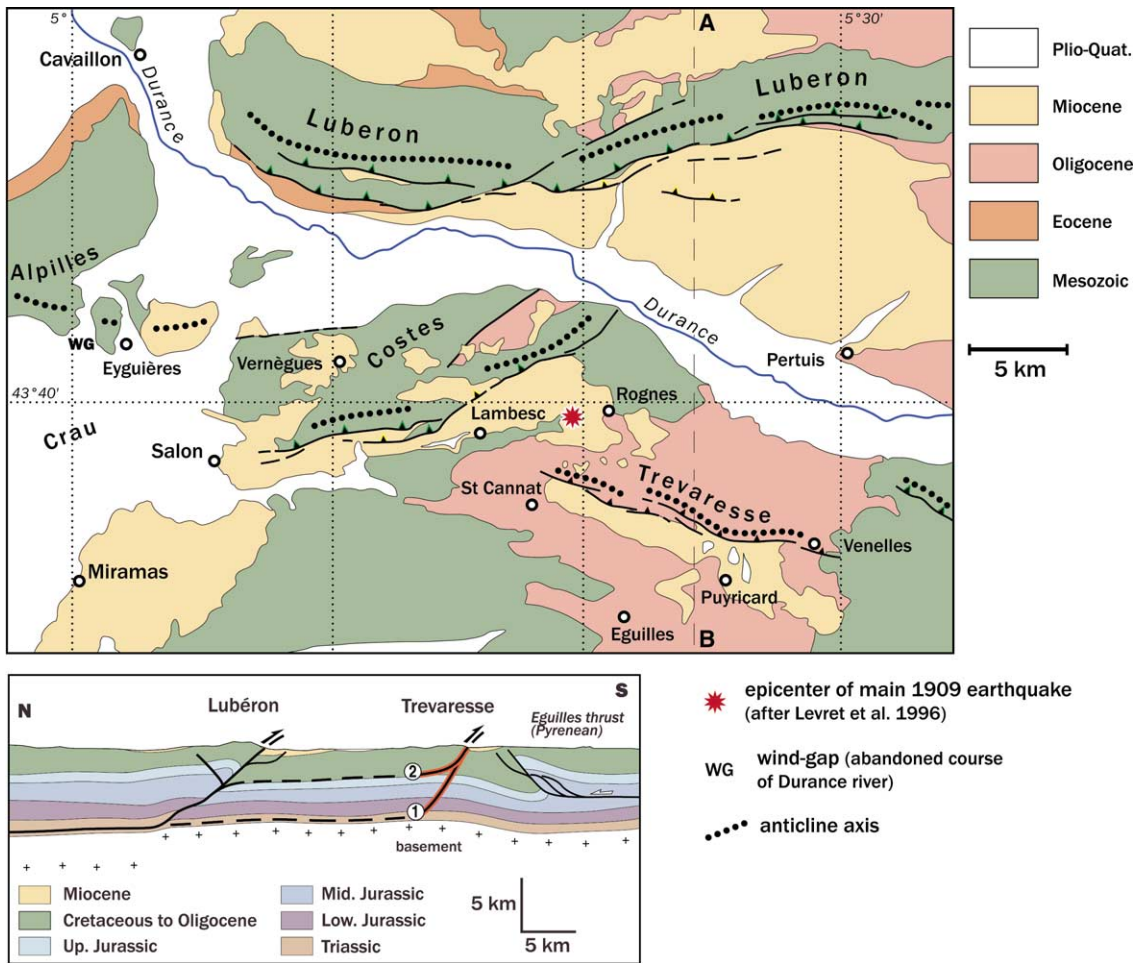 5°
A
5° 30'
Cavaillon
Durance
Luberon
Luberon
Alpilles
WG
Eyguières
Vernègues
Costes
Durance
Pertuis
43° 40'
Crau
Lambesc
Rognes
Salon
St Cannat
Trevaresse
Venelles
Miramas
Puyricard
Eguilles
B
Plio-Quat.
Miocene
Oligocene
Eocene
Mesozoic
5 km
N
S
Lubéron
Trevaresse
Eguilles thrust
(Pyrenean)
2
1
basement
Miocene
Cretaceous to Oligocene
Up. Jurassic
Mid. Jurassic
Low. Jurassic
Triassic
5 km
5 km
epicenter of main 1909 earthquake
(after Levret et al. 1996)
WG
wind-gap (abandoned course
of Durance river)
anticline axis